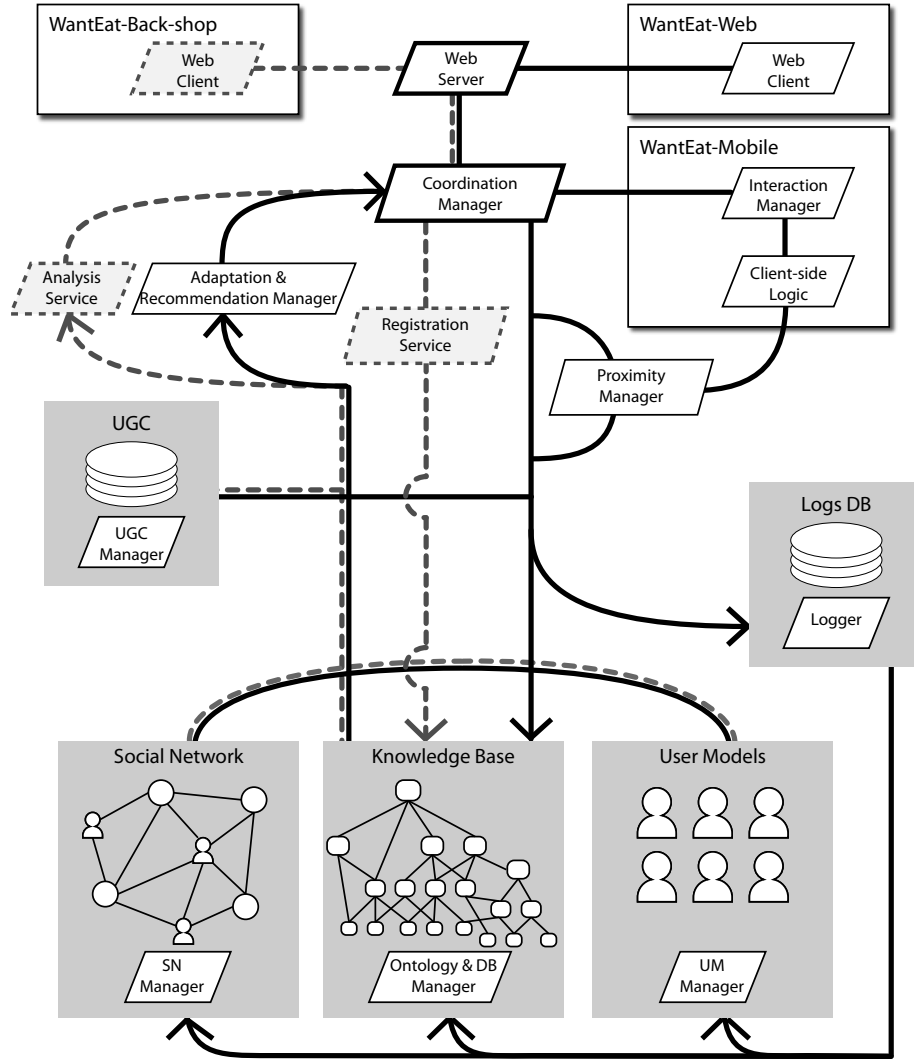 WantEat-Back-shop
Web
Client
Web
Server
WantEat-Web
Web
Client
WantEat-Mobile
Interaction
Manager
Client-side
Logic
Coordination
Manager
Analysis
Service
Adaptation &
Recommendation Manager
Registration
Service
Proximity
Manager
UGC
UGC
Manager
Logs DB
Logger
Social Network
SN
Manager
Knowledge Base
Ontology & DB
Manager
User Models
UM
Manager